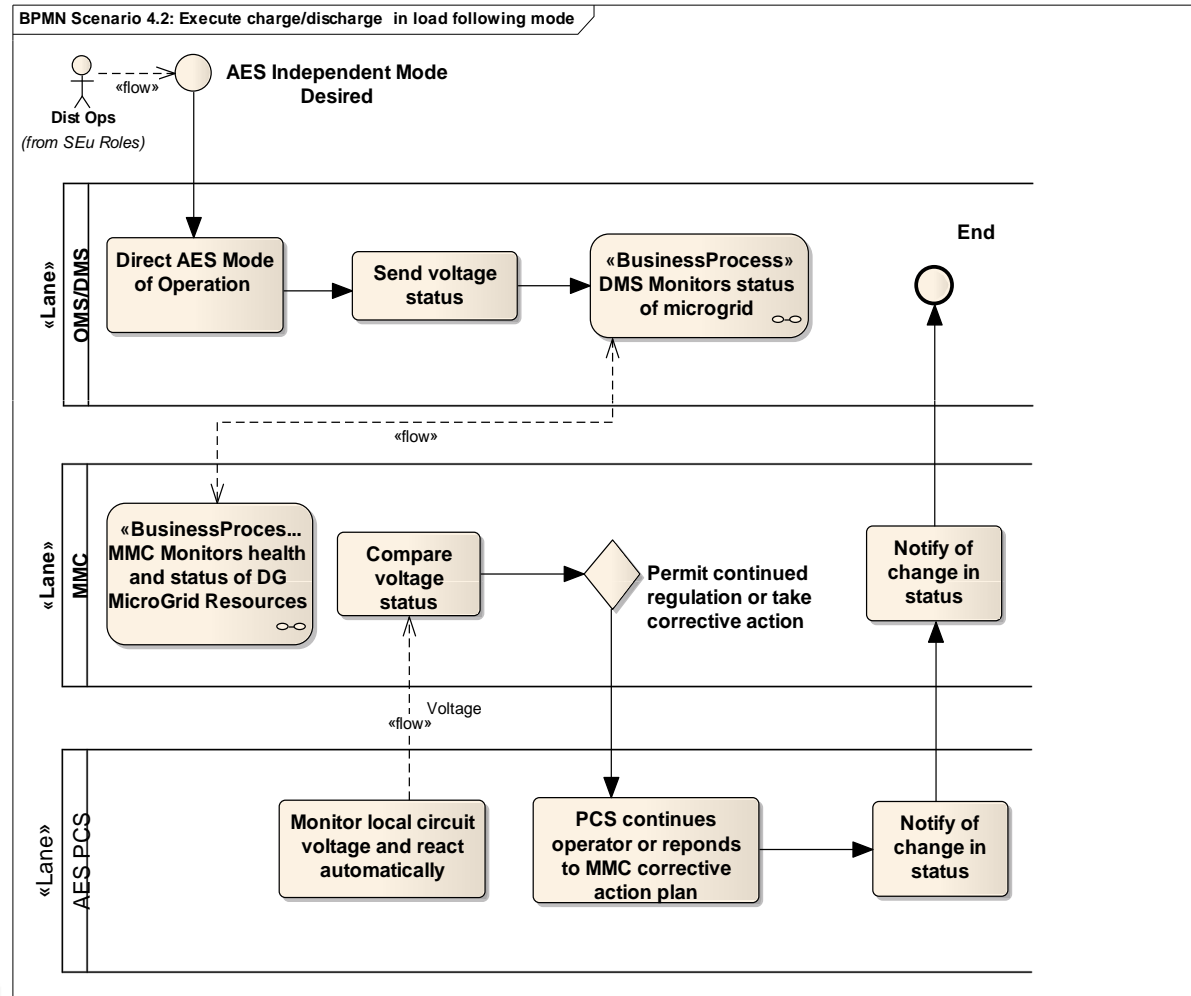 BPMN Scenario 4.2: Execute charge/discharge in load following mode
«flow»
AES Independent Mode
Desired
Dist Ops
(from SEu Roles)
«Lane»
OMS/DMS
Direct AES Mode
of Operation
Send voltage
status
«BusinessProcess»
DMS Monitors status
of microgrid
End
«flow»
«Lane»
MMC
«BusinessProces...
MMC Monitors health
and status of DG
MicroGrid Resources
Compare
voltage
status
Permit continued
regulation or take
corrective action
Notify of
change in
status
Voltage
«flow»
«Lane»
AES PCS
Monitor local circuit
voltage and react
automatically
PCS continues
operator or reponds
to MMC corrective
action plan
Notify of
change in
status